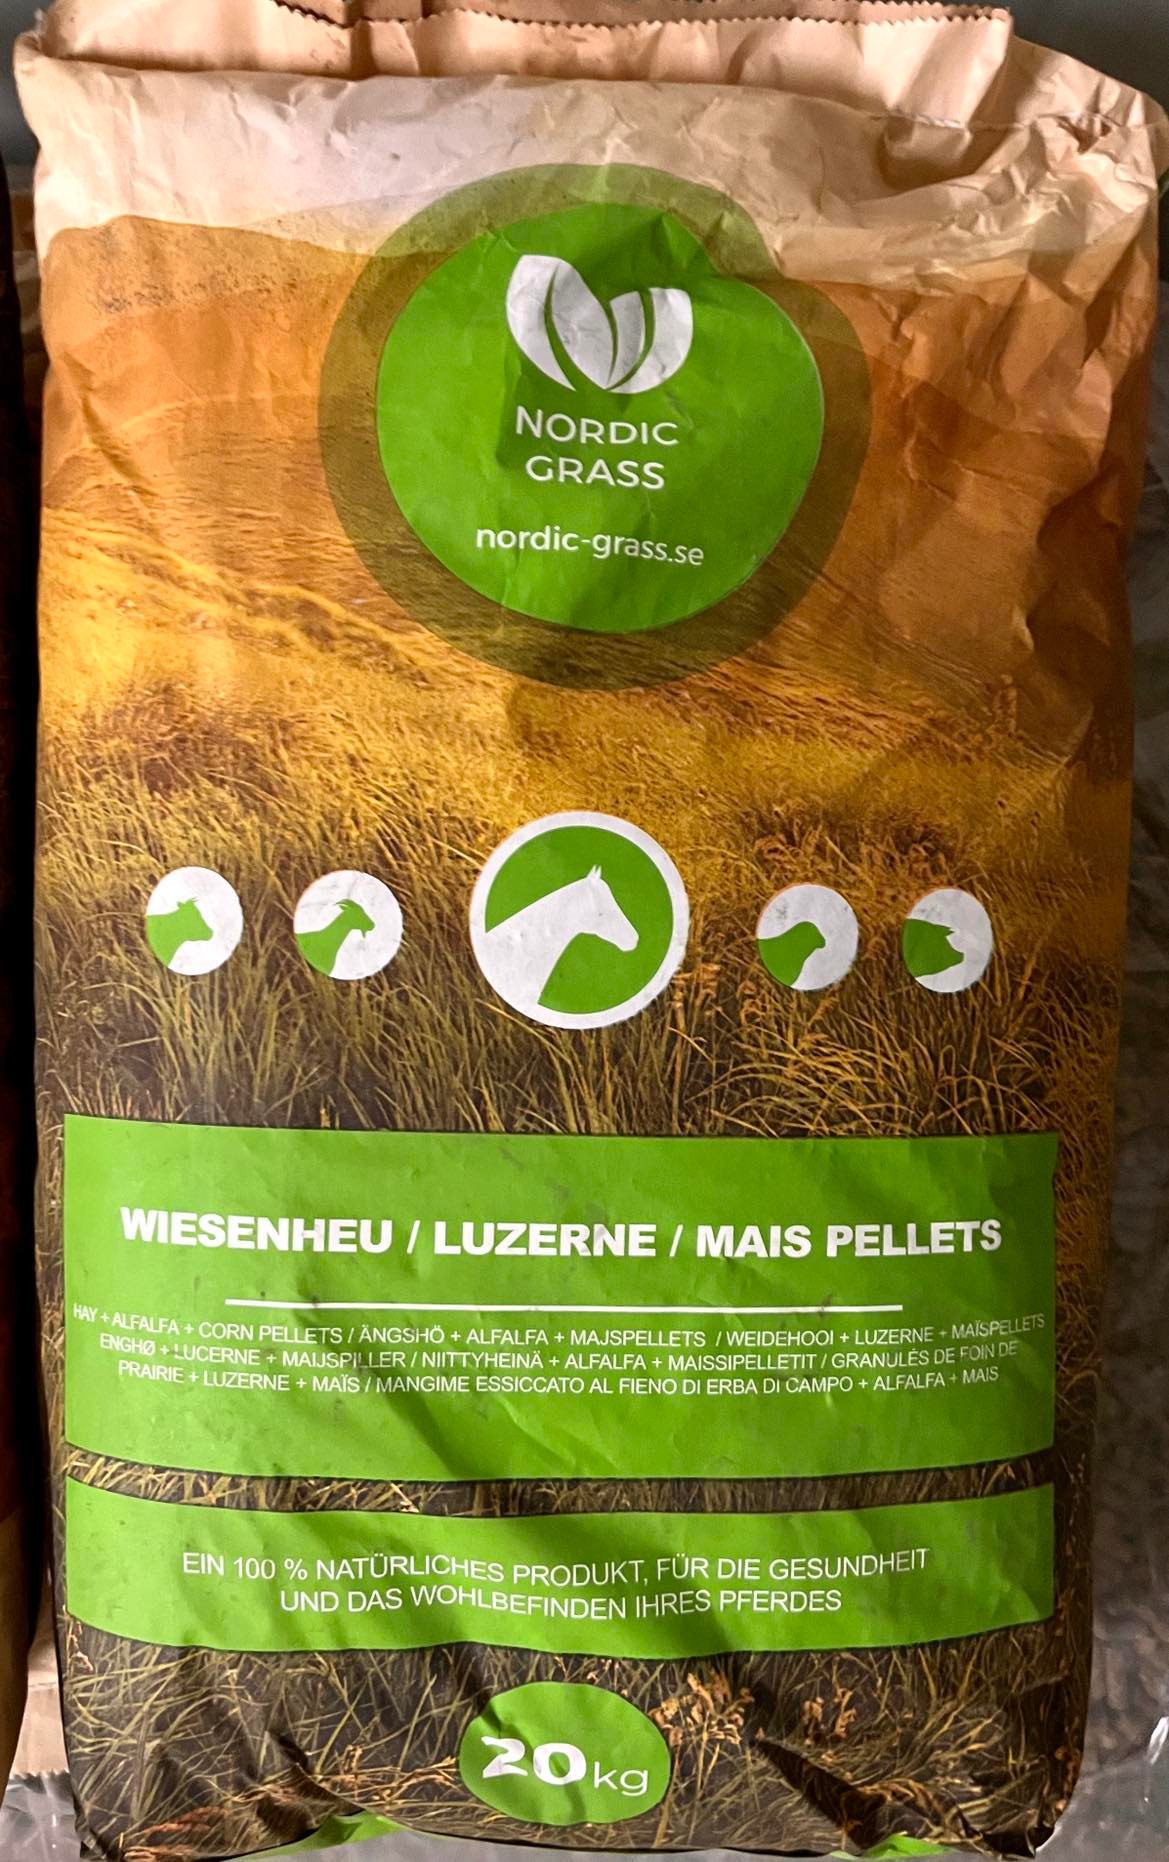 NORDIC
GRASS
nordic-grass.se
WIESENHEU / LUZERNE / MAIS PELLETS
HAY + ALFALFA + CORN PELLETS / ÄNGSHÖ + ALFALFA + MAJSPELLETS / WEIDEHOOI + LUZERNE + MAÏSPELLETS
ENGHØ + LUCERNE + MAIJSPILLER / NIITTYHEINÄ + ALFALFA + MAISSIPELLETIT / GRANULÉS DE FOIN DE
PRAIRIE + LUZERNE + MAÏS / MANGIME ESSICCATO AL FIENO DI ERBA DI CAMPO + ALFALFA + MAIS
EIN 100 % NATÜRLICHES PRODUKT, FÜR DIE GESUNDHEIT
UND DAS WOHLBEFINDEN IHRES PFERDES
20kg